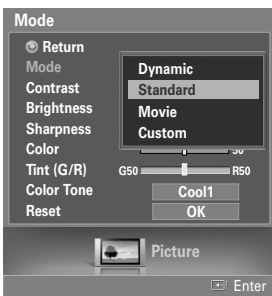 Mode
Return
Mode
Contrast
Brightness
Sharpness
Color
Tint (G/R)
Color Tone
Reset
Dynamic
Standard
Movie
Custom
50
G50 R50
Cool1
OK
Picture
Enter